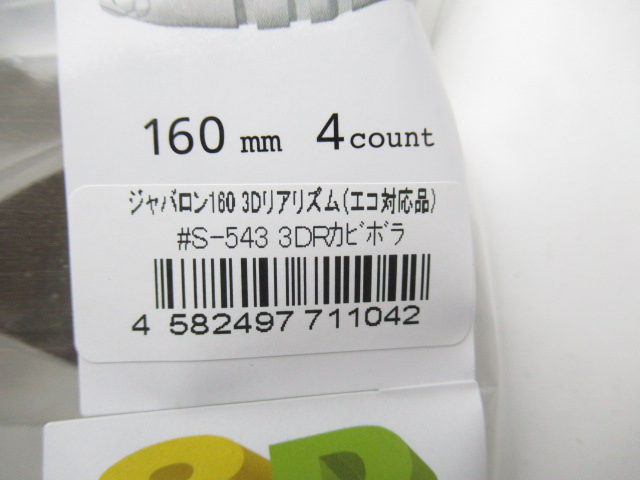 160 mm 4 count
ジャバロン160 3Dリアリズム(エコ対応品)
#S-543 3DRカビボラ
4 582497 711042